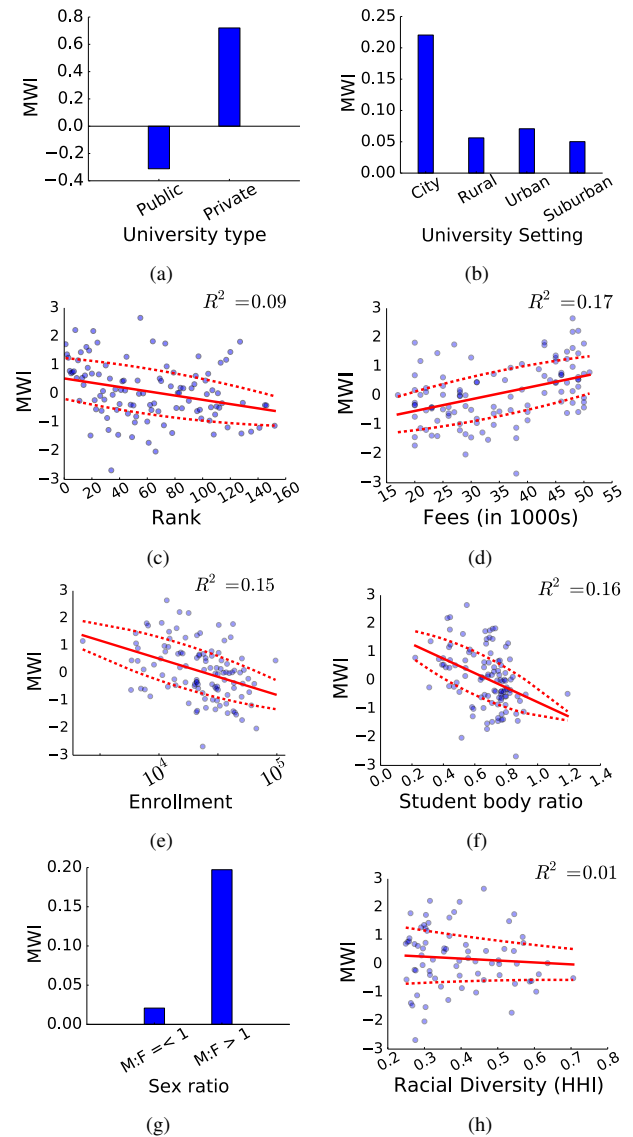 0.8
0.6
0.4
0.2
0.0
−0.2
−0.4
MWI
Public
Private
University type
(a)
0.25
0.20
0.15
0.10
0.05
0.00
MWI
City
Rural
Urban
Suburban
University Setting
(b)
R² =0.09
3
2
1
0
−1
−2
−3
MWI
0 20 40 60 80 100 120 140 160
Rank
(c)
R² =0.17
3
2
1
0
−1
−2
−3
MWI
15 20 25 30 35 40 45 50 55
Fees (in 1000s)
(d)
R² =0.15
3
2
1
0
−1
−2
−3
MWI
10⁴ 10⁵
Enrollment
(e)
R² =0.16
3
2
1
0
−1
−2
−3
MWI
0.0 0.2 0.4 0.6 0.8 1.0 1.2 1.4
Student body ratio
(f)
0.20
0.15
0.10
0.05
0.00
MWI
M:F =< 1
M:F > 1
Sex ratio
(g)
R² =0.01
3
2
1
0
−1
−2
−3
MWI
0.2 0.3 0.4 0.5 0.6 0.7 0.8
Racial Diversity (HHI)
(h)